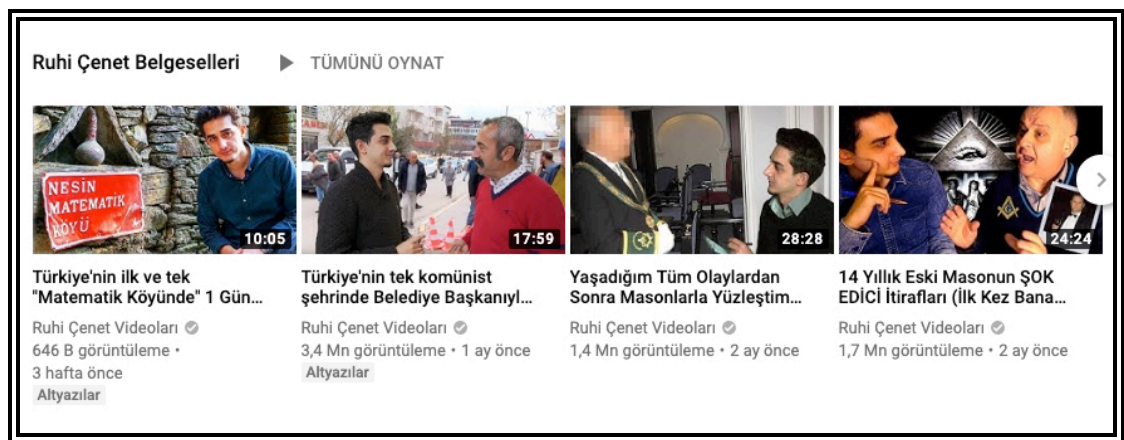 Ruhi Çenet Belgeselleri
TÜMÜNÜ OYNAT
NESİN
MATEMATİK
KÖYÜ
10:05
17:59
28:28
24:24
Türkiye'nin ilk ve tek
"Matematik Köyünde" 1 Gün...
Ruhi Çenet Videoları
646 B görüntüleme •
3 hafta önce
Altyazılar
Türkiye'nin tek komünist
şehrinde Belediye Başkanıyl...
Ruhi Çenet Videoları
3,4 Mn görüntüleme • 1 ay önce
Altyazılar
Yaşadığım Tüm Olaylardan
Sonra Masonlarla Yüzleştim...
Ruhi Çenet Videoları
1,4 Mn görüntüleme • 2 ay önce
14 Yıllık Eski Masonun ŞOK
EDİCİ İtirafları (İlk Kez Bana...
Ruhi Çenet Videoları
1,7 Mn görüntüleme • 2 ay önce